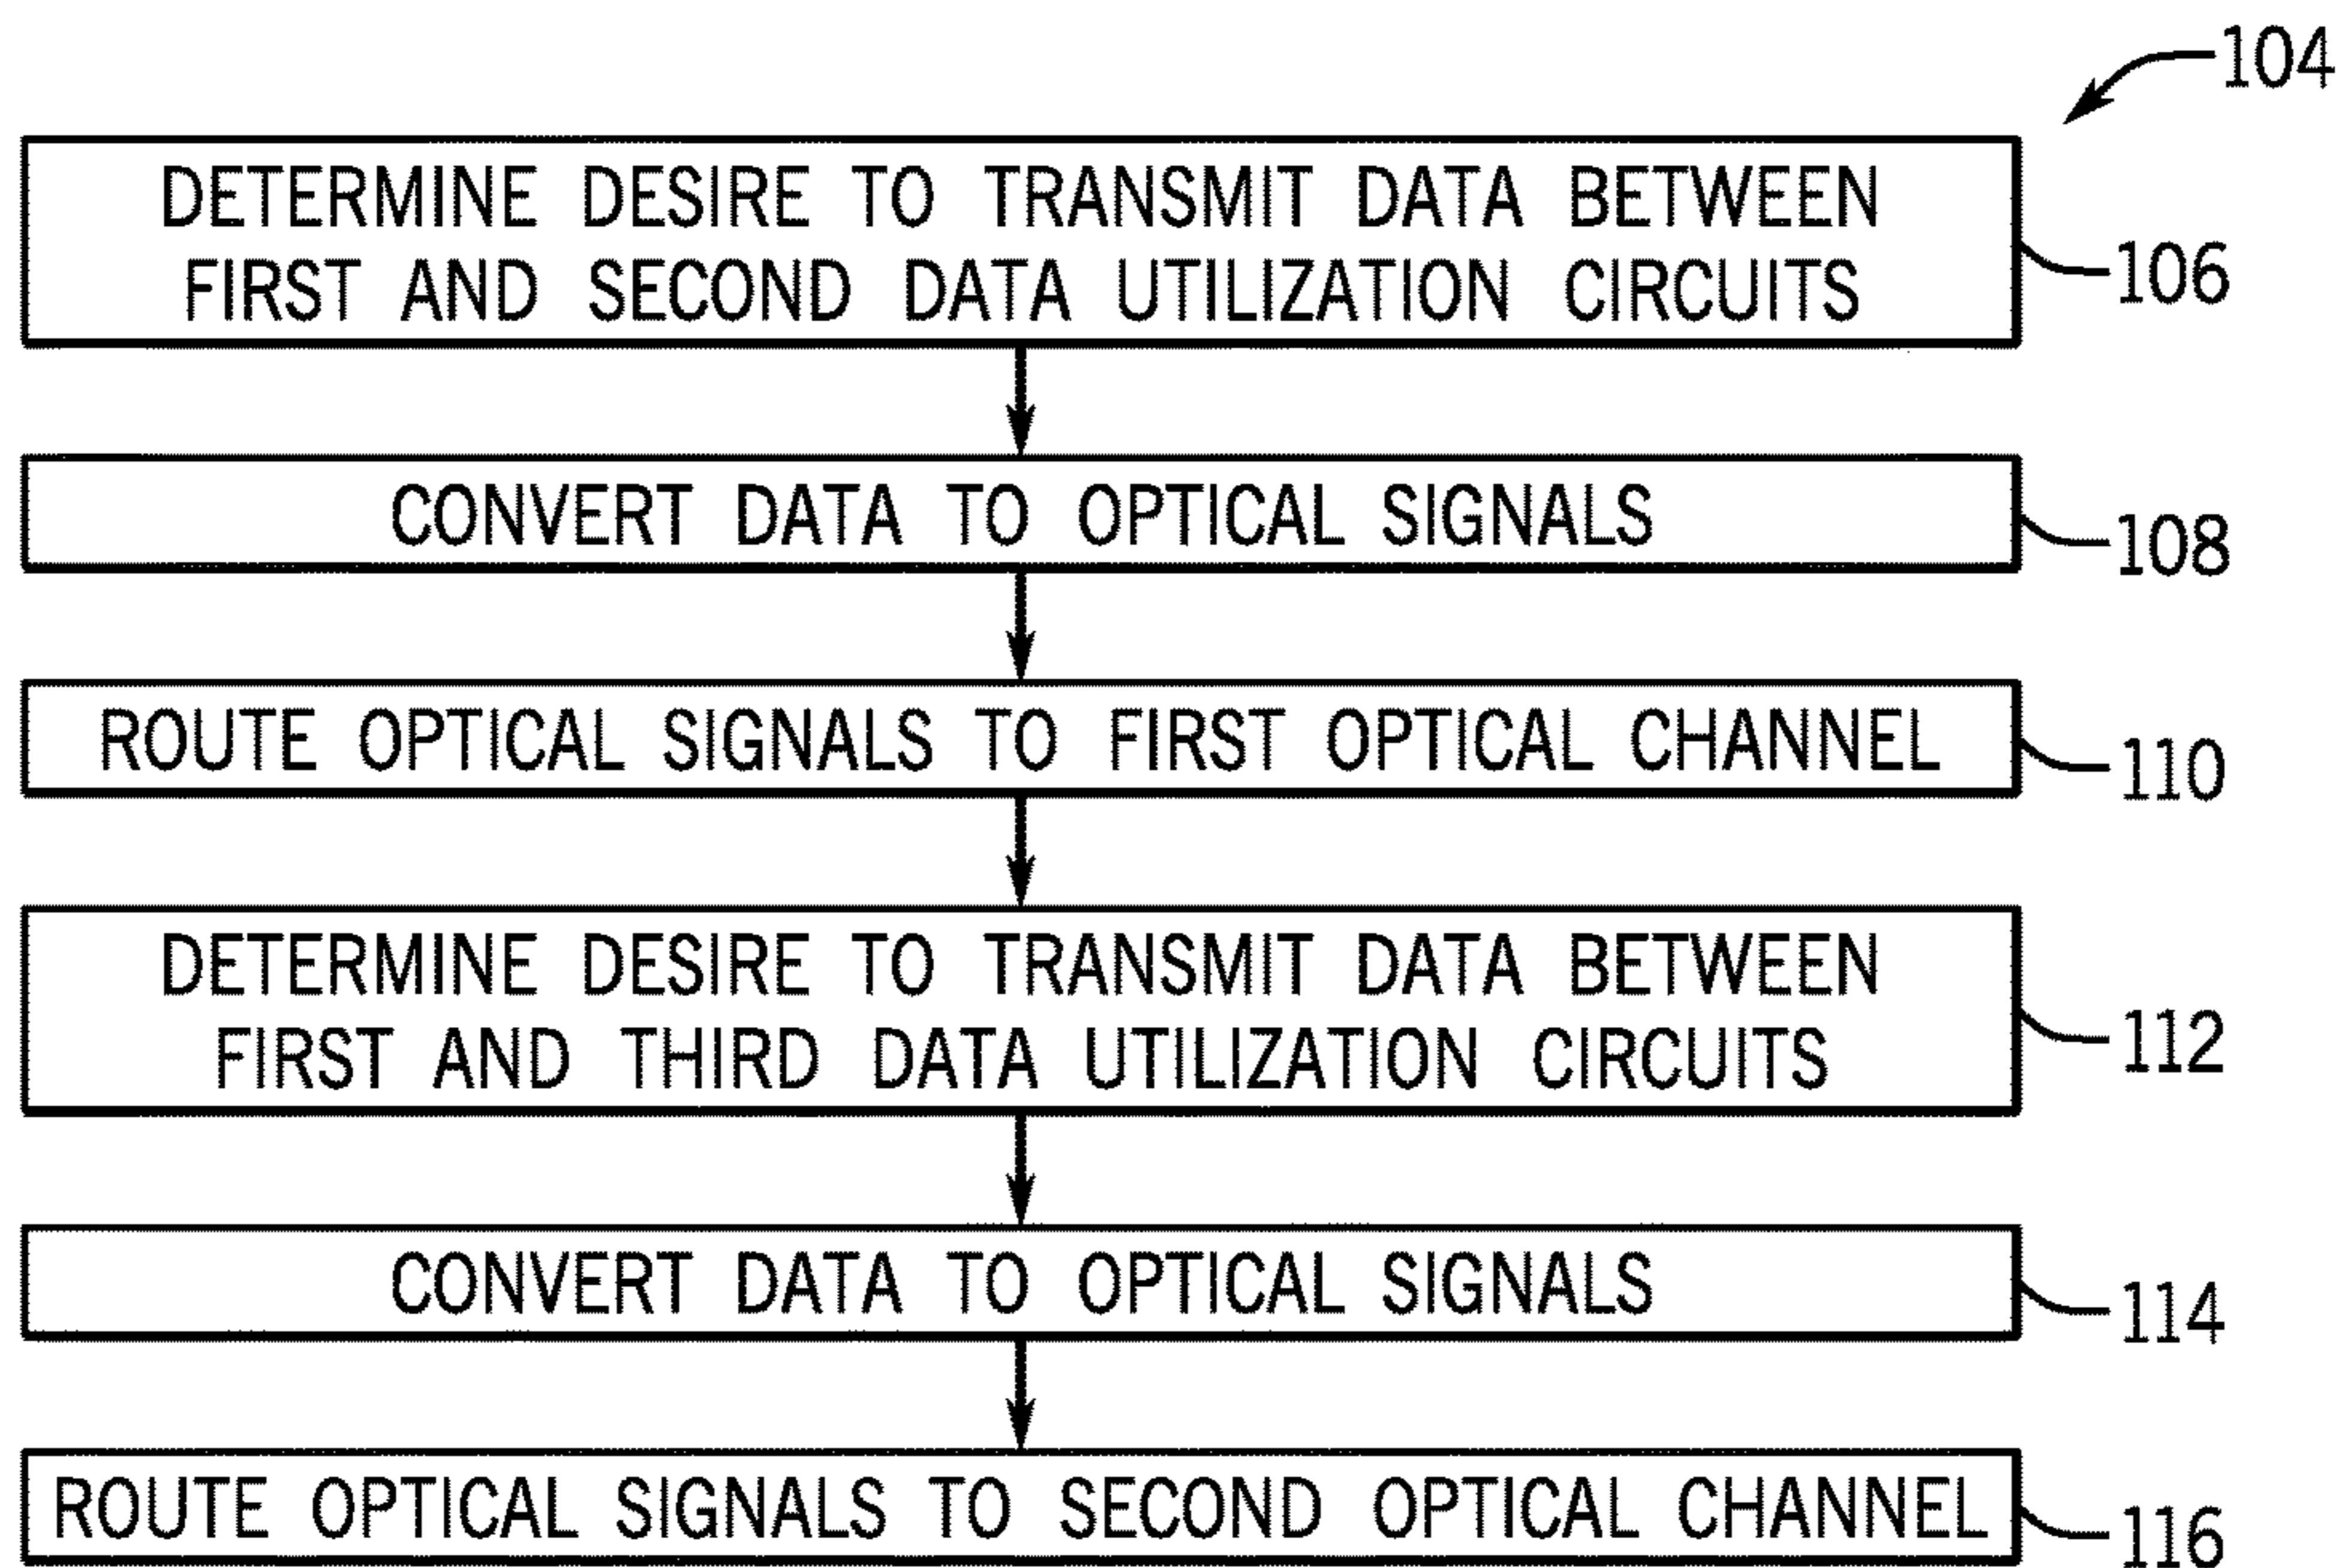 104
DETERMINE DESIRE TO TRANSMIT DATA BETWEEN
FIRST AND SECOND DATA UTILIZATION CIRCUITS
106
CONVERT DATA TO OPTICAL SIGNALS
108
ROUTE OPTICAL SIGNALS TO FIRST OPTICAL CHANNEL
110
DETERMINE DESIRE TO TRANSMIT DATA BETWEEN
FIRST AND THIRD DATA UTILIZATION CIRCUITS
112
CONVERT DATA TO OPTICAL SIGNALS
114
ROUTE OPTICAL SIGNALS TO SECOND OPTICAL CHANNEL
116